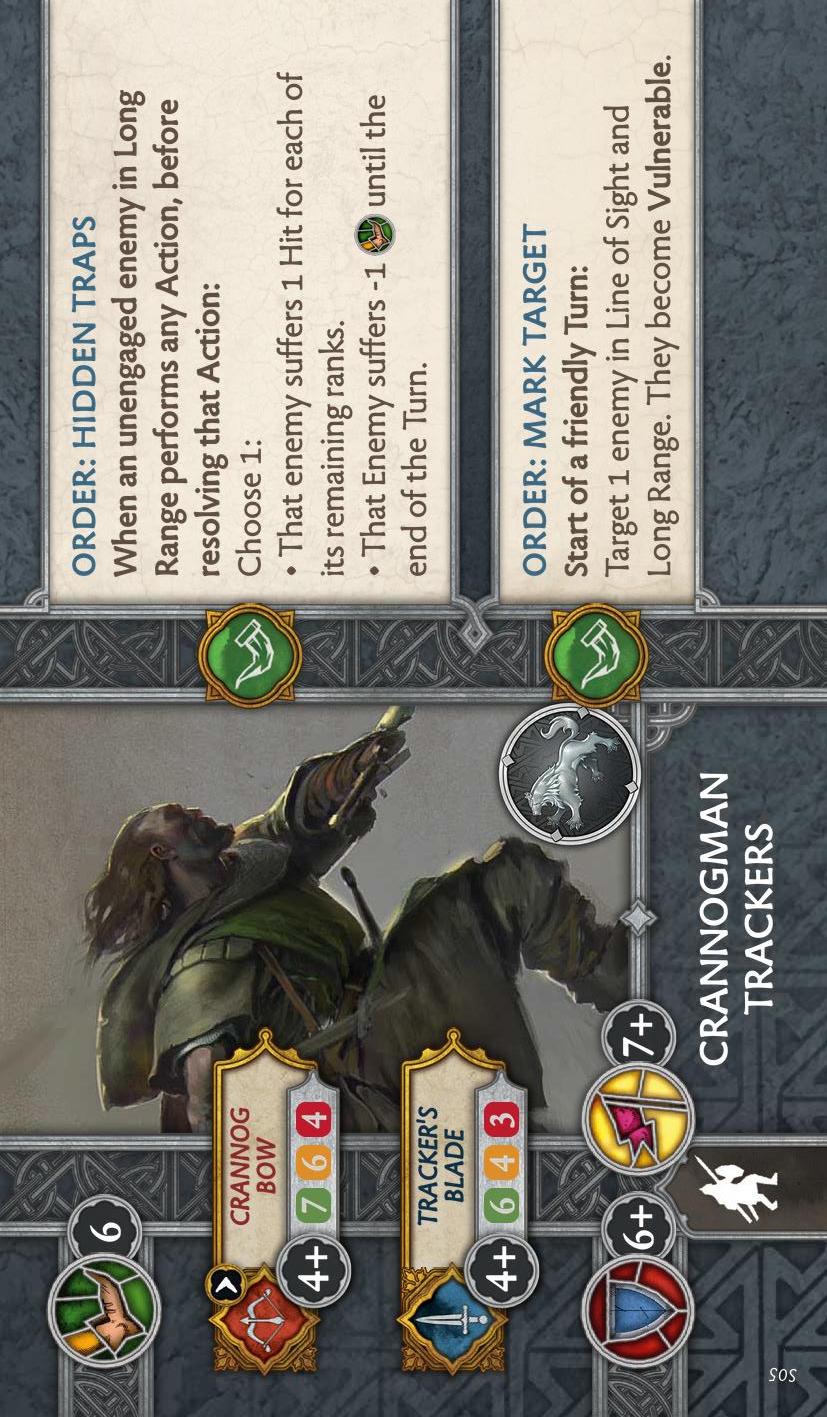 6
CRANNOG
BOW
4+
7 6 4
TRACKER'S
BLADE
4+
6 4 3
6+
7+
CRANNOGMAN
TRACKERS
ORDER: HIDDEN TRAPS
When an unengaged enemy in Long
Range performs any Action, before
resolving that Action:
Choose 1:
• That enemy suffers 1 Hit for each of
its remaining ranks.
• That Enemy suffers -1 until the
end of the Turn.
ORDER: MARK TARGET
Start of a friendly Turn:
Target 1 enemy in Line of Sight and
Long Range. They become Vulnerable.
S05